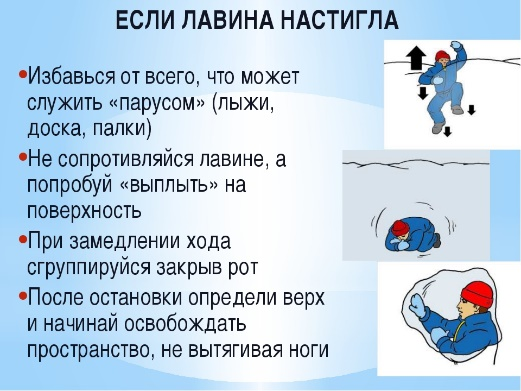 ЕСЛИ ЛАВИНА НАСТИГЛА
•Избавься от всего, что может
служить «парусом» (лыжи,
доска, палки)
•Не сопротивляйся лавине, а
попробуй «выплыть» на
поверхность
•При замедлении хода
сгруппируйся закрыв рот
•После остановки определи верх
и начинай освобождать
пространство, не вытягивая ноги